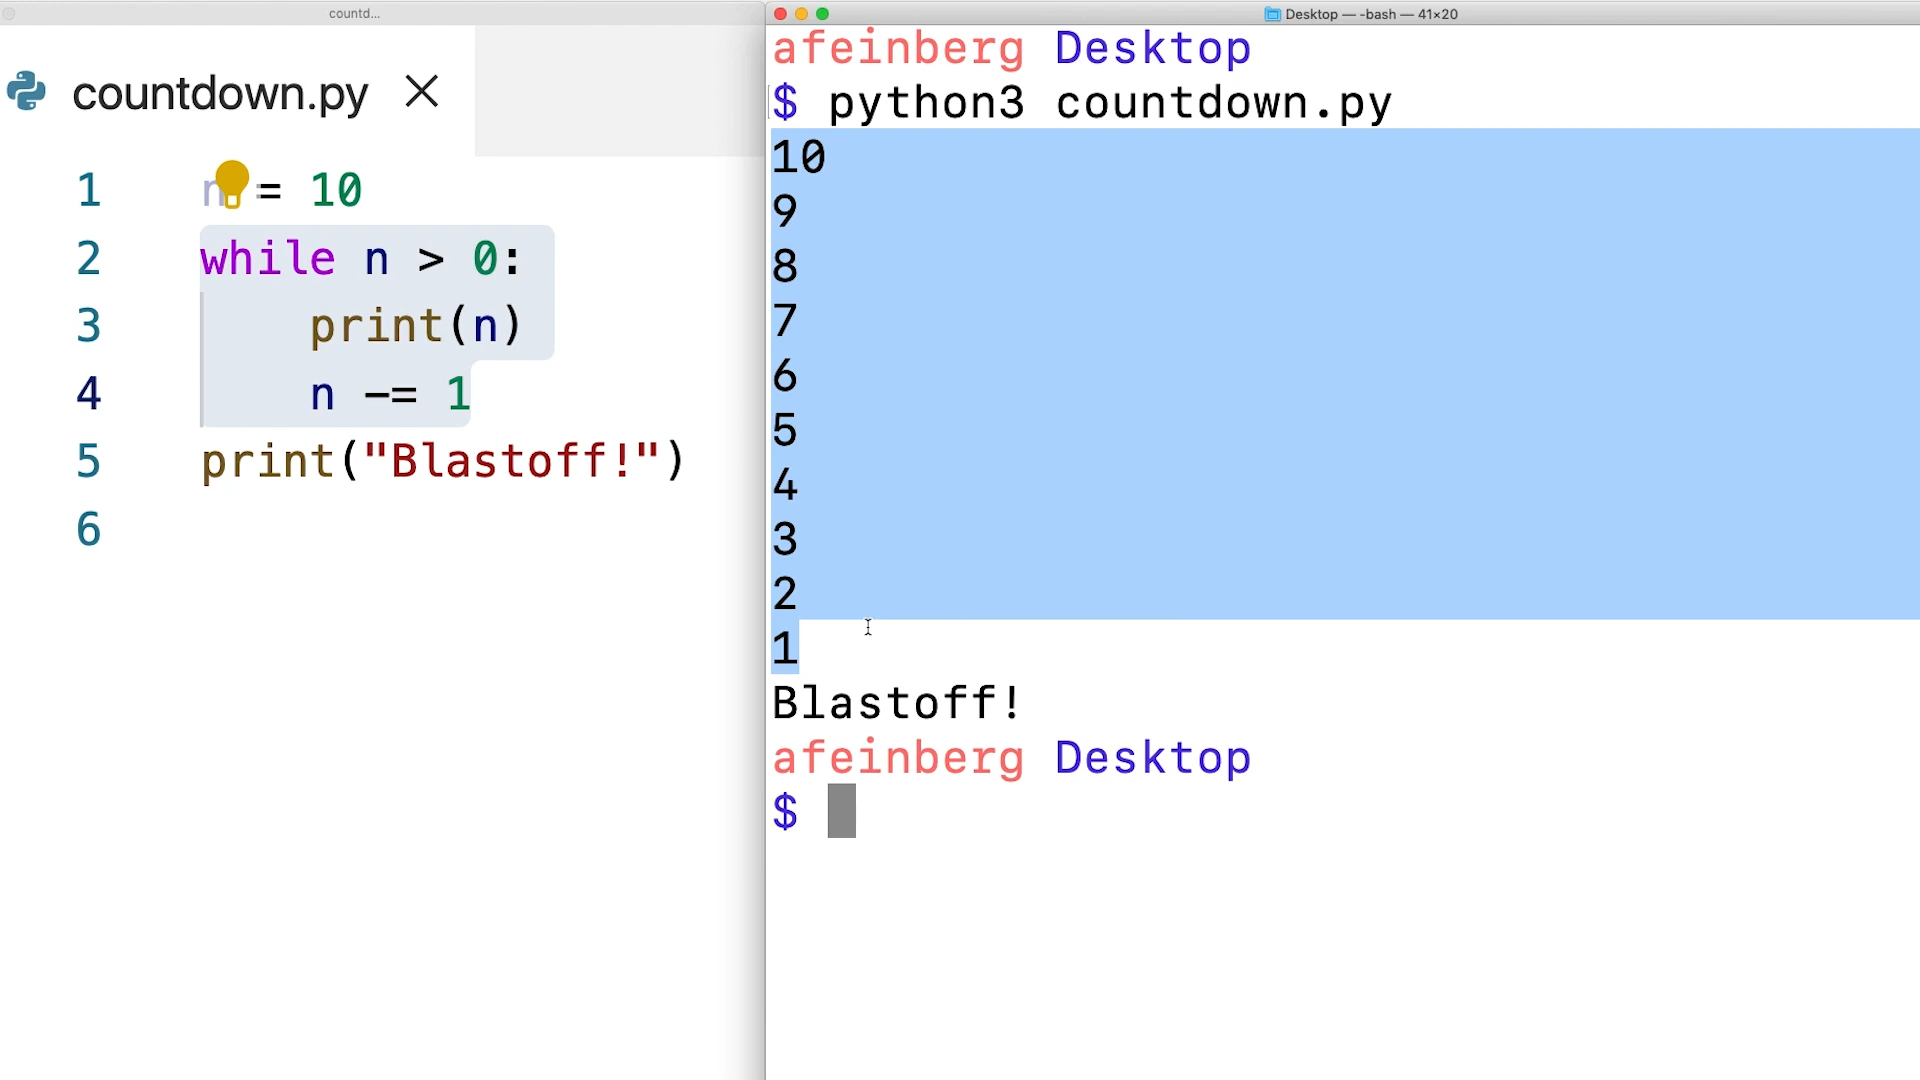 countd...
countdown.py
1 n = 10
2 while n > 0:
3 print(n)
4 n -= 1
5 print("Blastoff!")
6
Desktop — -bash — 41×20
afeinberg Desktop
$ python3 countdown.py
10
9
8
7
6
5
4
3
2
1
Blastoff!
afeinberg Desktop
$